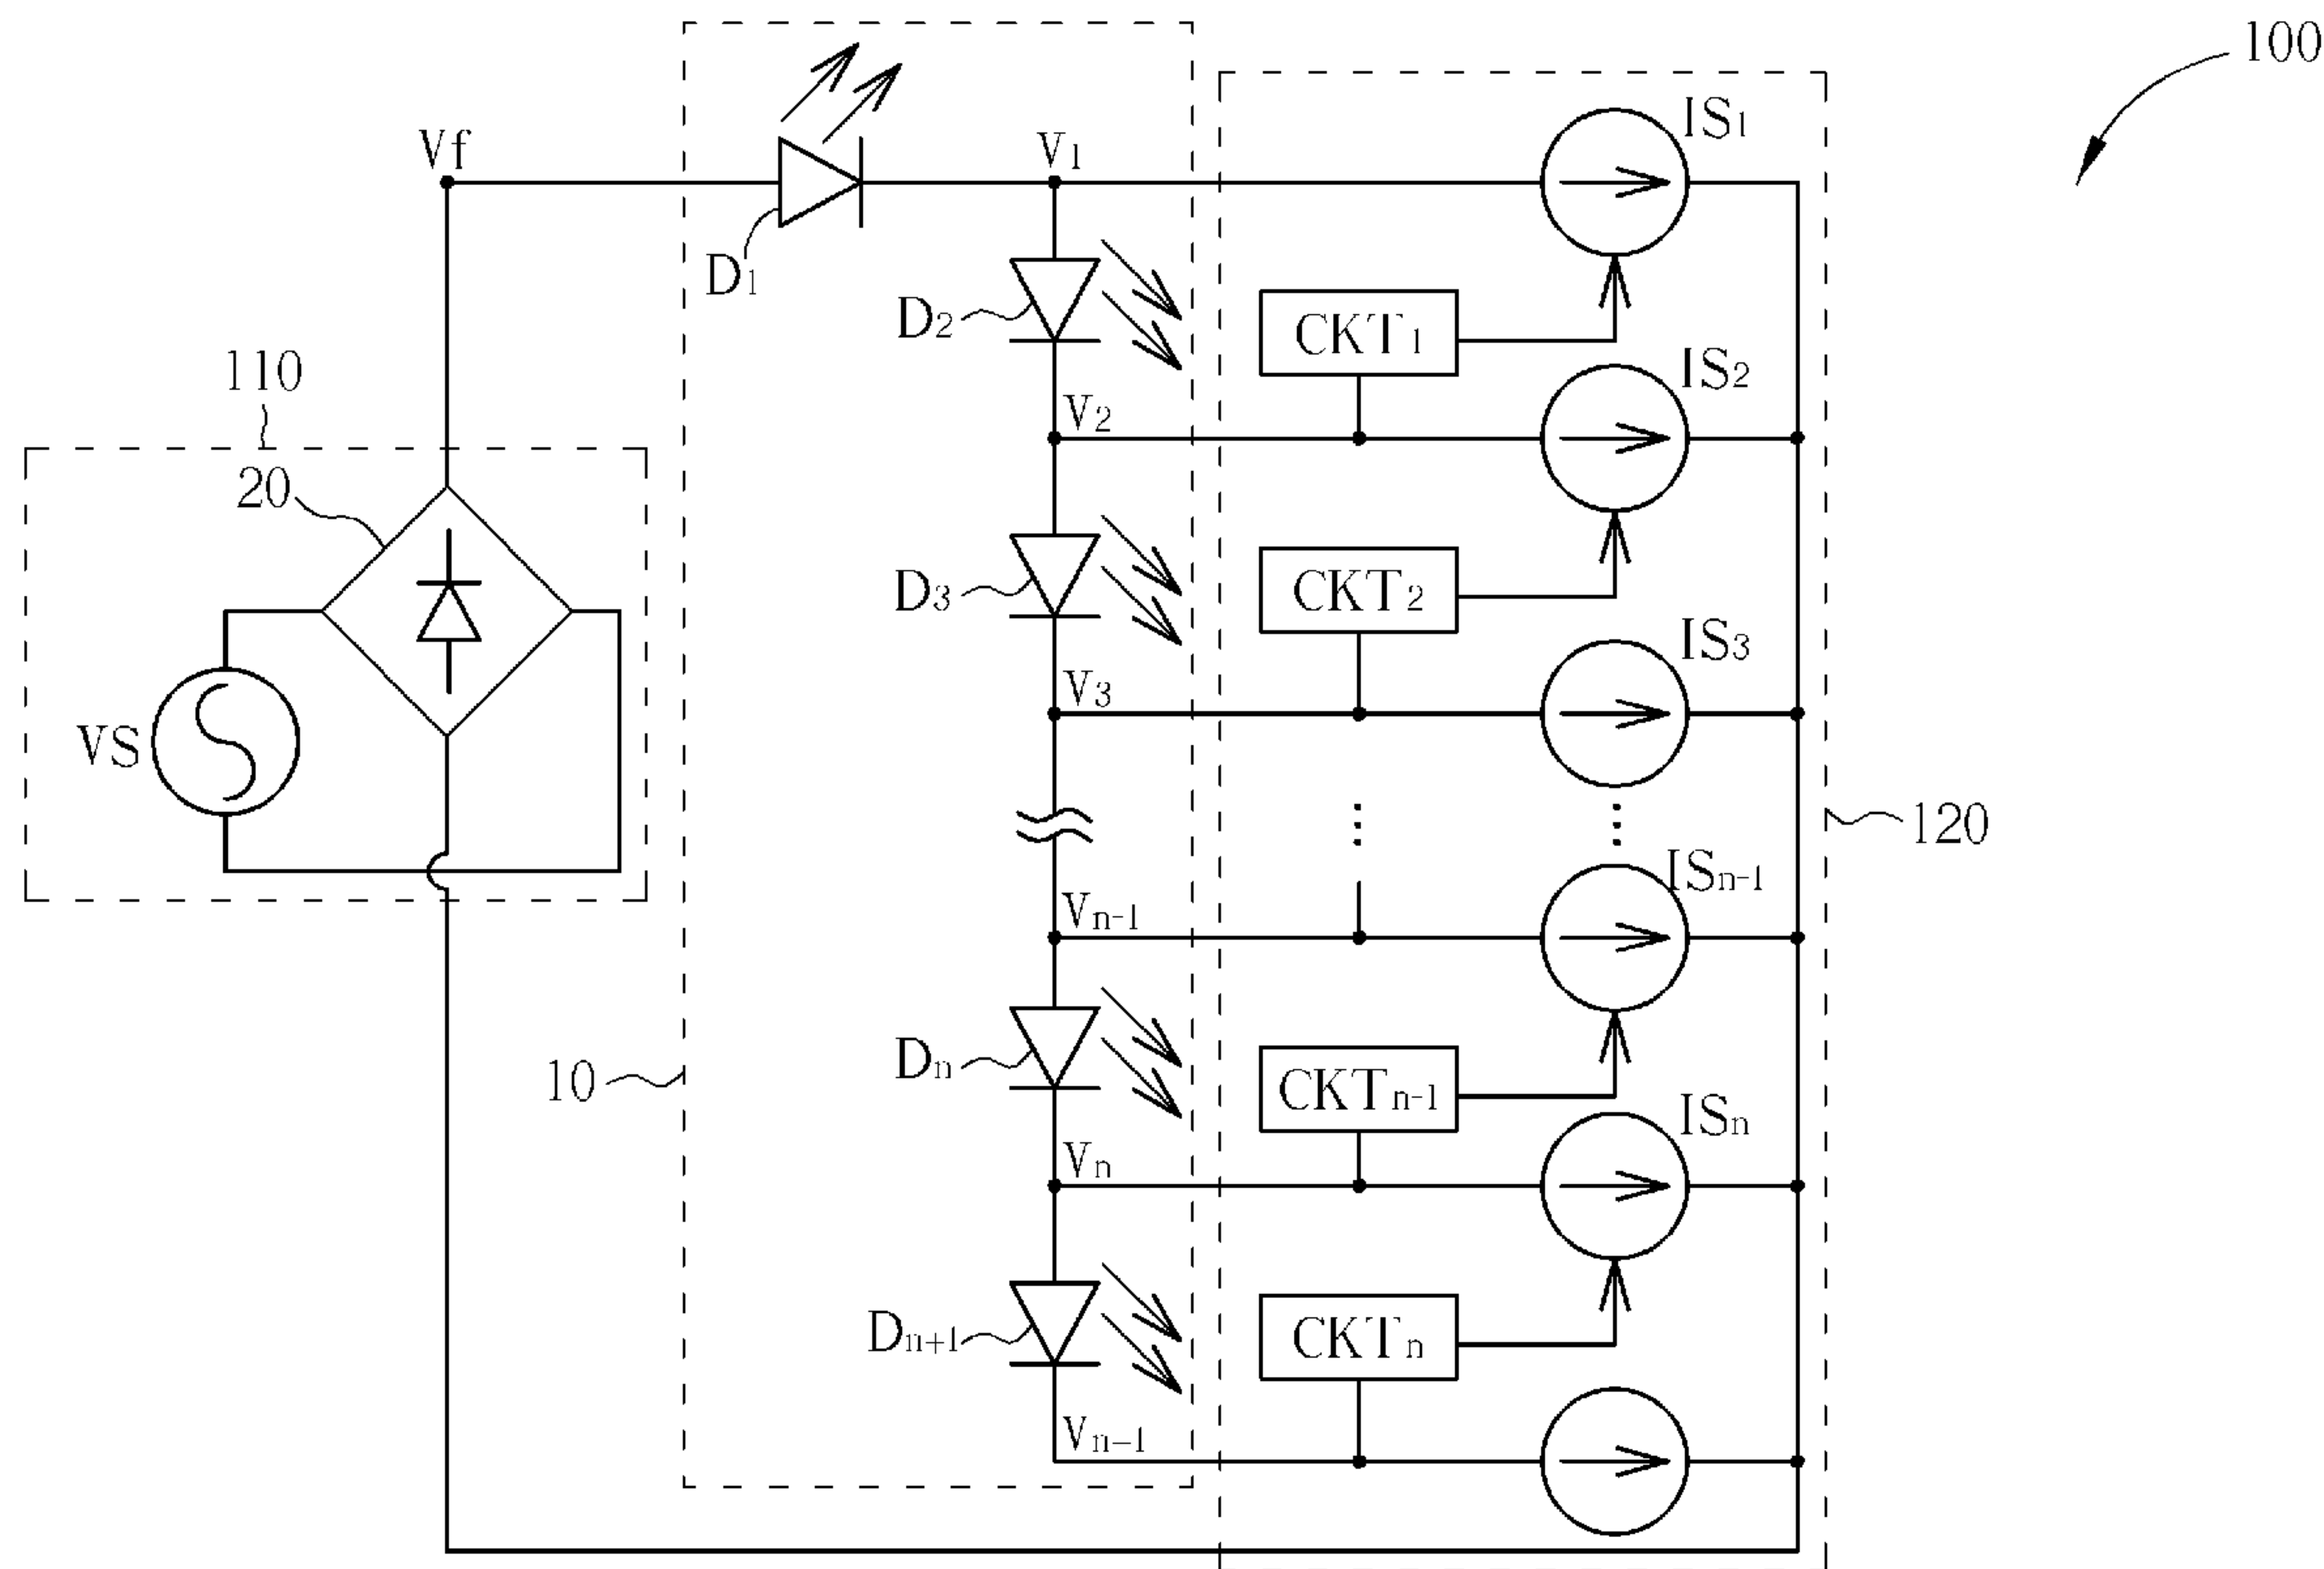 100
Vf
V1
IS1
D1
D2
CKT1
IS2
110
V2
20
D3
CKT2
IS3
V3
VS
120
ISn-1
Vn-1
10
Dn
CKTn-1
ISn
Vn
Dn+1
CKTn
Vn-1